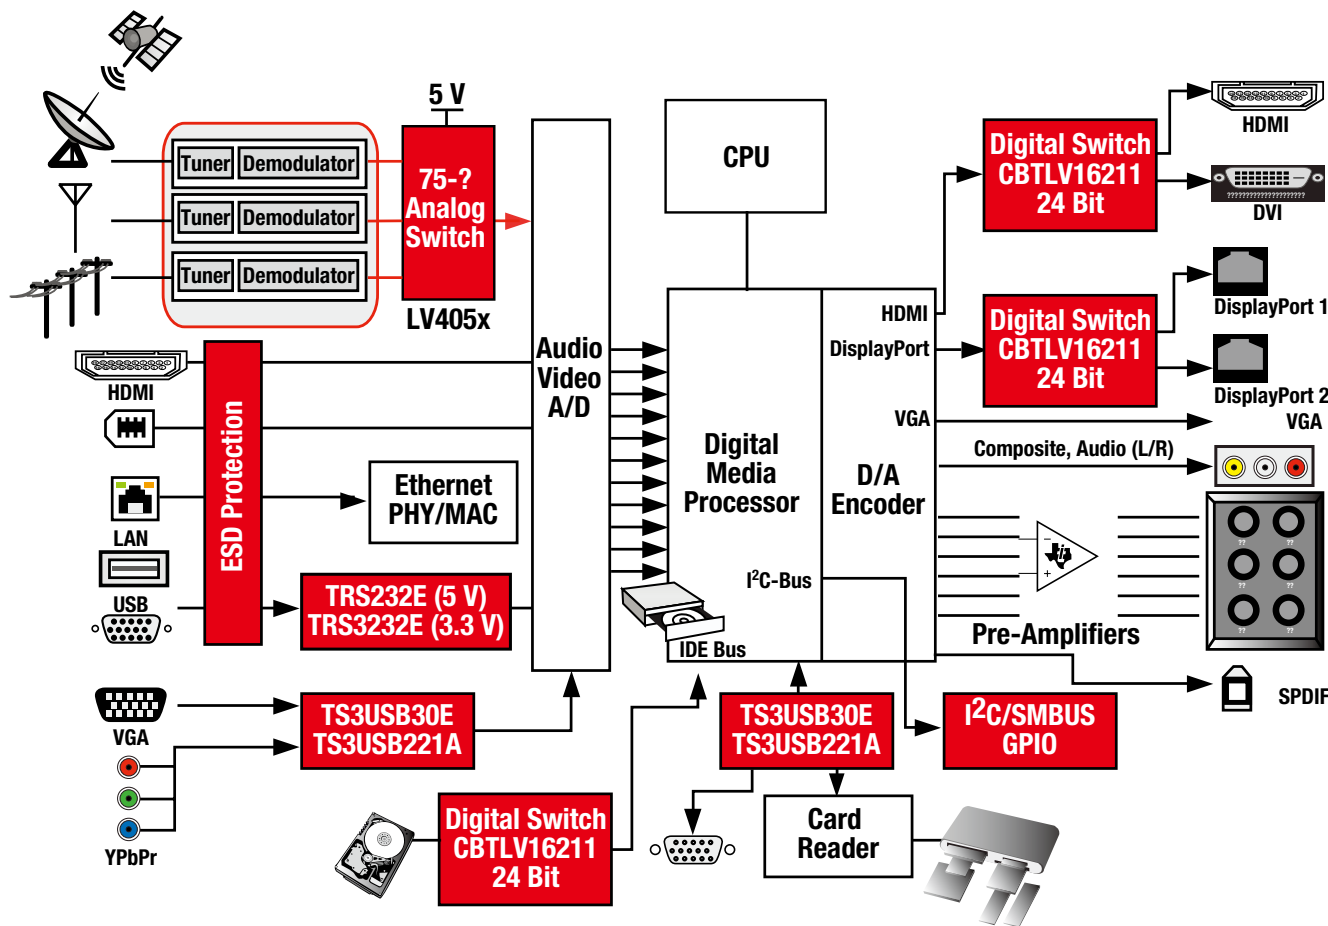 5 V
Tuner
Demodulator
Tuner
Demodulator
Tuner
Demodulator
75-?
Analog
Switch
LV405x
HDMI
LAN
USB
VGA
YPbPr
ESD Protection
Ethernet
PHY/MAC
TRS232E (5 V)
TRS3232E (3.3 V)
TS3USB30E
TS3USB221A
Digital Switch
CBTLV16211
24 Bit
Audio
Video
A/D
CPU
Digital
Media
Processor
IDE Bus
I²C-Bus
HDMI
DisplayPort
VGA
D/A
Encoder
TS3USB30E
TS3USB221A
Card
Reader
I²C/SMBUS
GPIO
Digital Switch
CBTLV16211
24 Bit
Digital Switch
CBTLV16211
24 Bit
HDMI
?????????????????????
DVI
DisplayPort 1
DisplayPort 2
VGA
Composite, Audio (L/R)
− 
+
Pre-Amplifiers
??
??
??
??
??
??
SPDIF